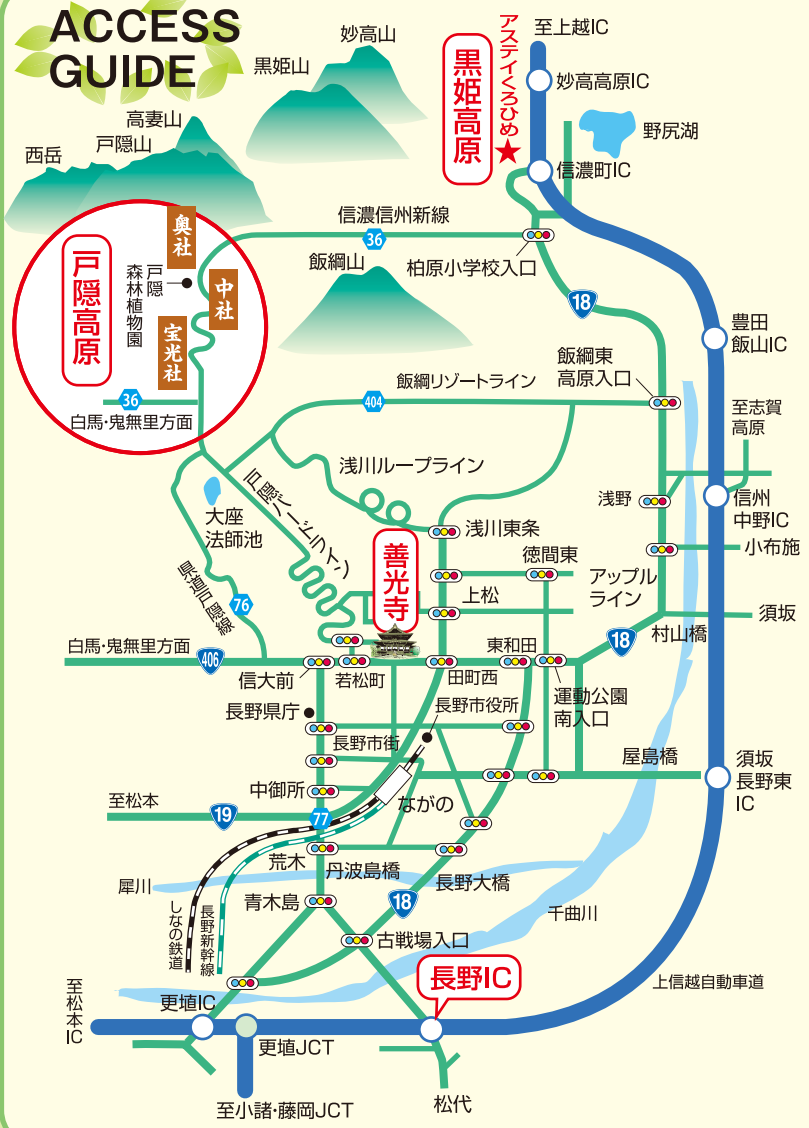 ACCESS
GUIDE
妙高山
黒姫山
高妻山
戸隠山
西岳
アスティくろひめ
黒姫高原
至上越IC
妙高高原IC
野尻湖
信濃町IC
信濃信州新線
36
柏原小学校入口
飯綱山
18
奥社
戸隠高原
戸隠
森林植物園
中社
宝光社
36
白馬・鬼無里方面
豊田
飯山IC
飯綱東
高原入口
飯綱リゾートライン
404
至志賀
高原
浅川ループライン
戸隠バードライン
大座
法師池
浅野
信州
中野IC
浅川東条
善光寺
徳間東
小布施
アップル
ライン
上松
県道戸隠線
76
須坂
村山橋
18
白馬・鬼無里方面
406
東和田
信大前
若松町
田町西
運動公園
南入口
長野県庁
長野市役所
長野市街
屋島橋
須坂
長野東
IC
中御所
ながの
至松本
19
77
荒木
丹波島橋
長野大橋
犀川
青木島
18
千曲川
しなの鉄道
長野新幹線
古戦場入口
長野IC
上信越自動車道
至松本IC
更埴IC
更埴JCT
松代
至小諸・藤岡JCT